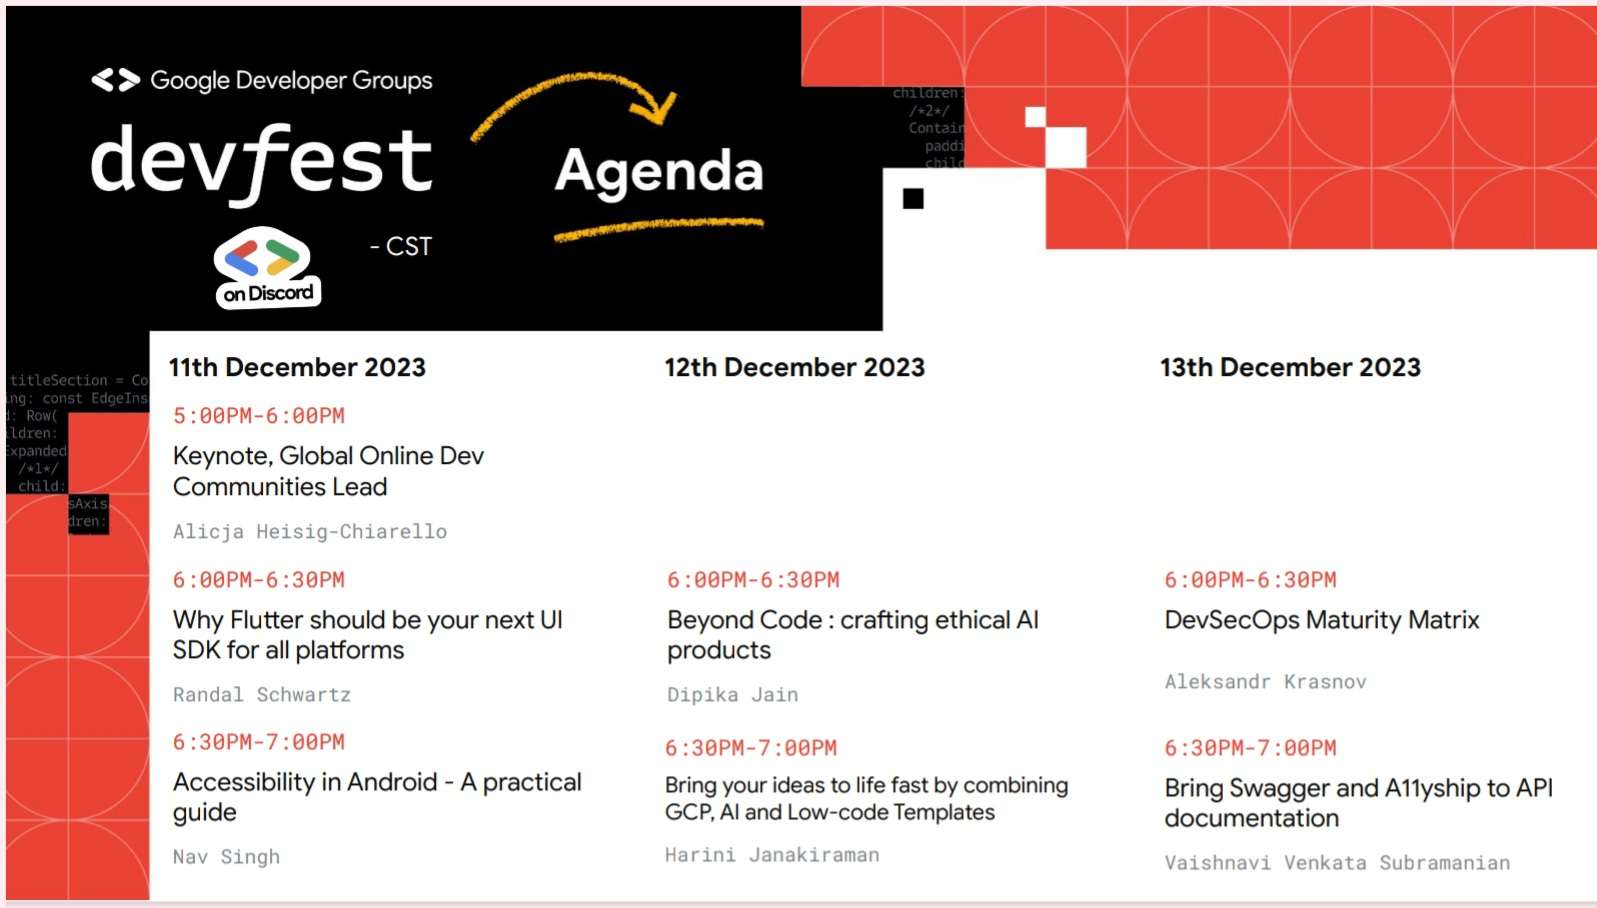 Google Developer Groups
devfest
Agenda
- CST
on Discord
children:
/*2*/
Contain
paddi
chilc
11th December 2023
5:00PM-6:00PM
Keynote, Global Online Dev
Communities Lead
Alicja Heisig-Chiarello
6:00PM-6:30PM
Why Flutter should be your next UI
SDK for all platforms
Randal Schwartz
6:30PM-7:00PM
Accessibility in Android - A practical
guide
Nav Singh
12th December 2023
6:00PM-6:30PM
Beyond Code : crafting ethical AI
products
Dipika Jain
6:30PM-7:00PM
Bring your ideas to life fast by combining
GCP, AI and Low-code Templates
Harini Janakiraman
13th December 2023
6:00PM-6:30PM
DevSecOps Maturity Matrix
Aleksandr Krasnov
6:30PM-7:00PM
Bring Swagger and A11yship to API
documentation
Vaishnavi Venkata Subramanian
titleSection = Co
ng: const EdgeIns
d: Row(
ldren:
Expanded
/*1*/
child:
sAxis
dren: